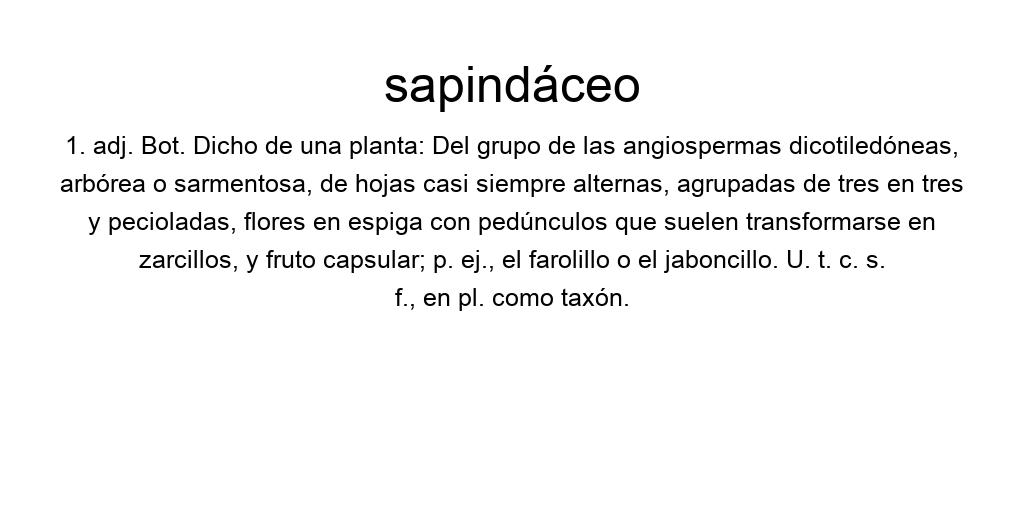 sapindáceo
1. adj. Bot. Dicho de una planta: Del grupo de las angiospermas dicotiledóneas,
arbórea o sarmentosa, de hojas casi siempre alternas, agrupadas de tres en tres
y pecioladas, flores en espiga con pedúnculos que suelen transformarse en
zarcillos, y fruto capsular; p. ej., el farolillo o el jaboncillo. U. t. c. s.
f., en pl. como taxón.